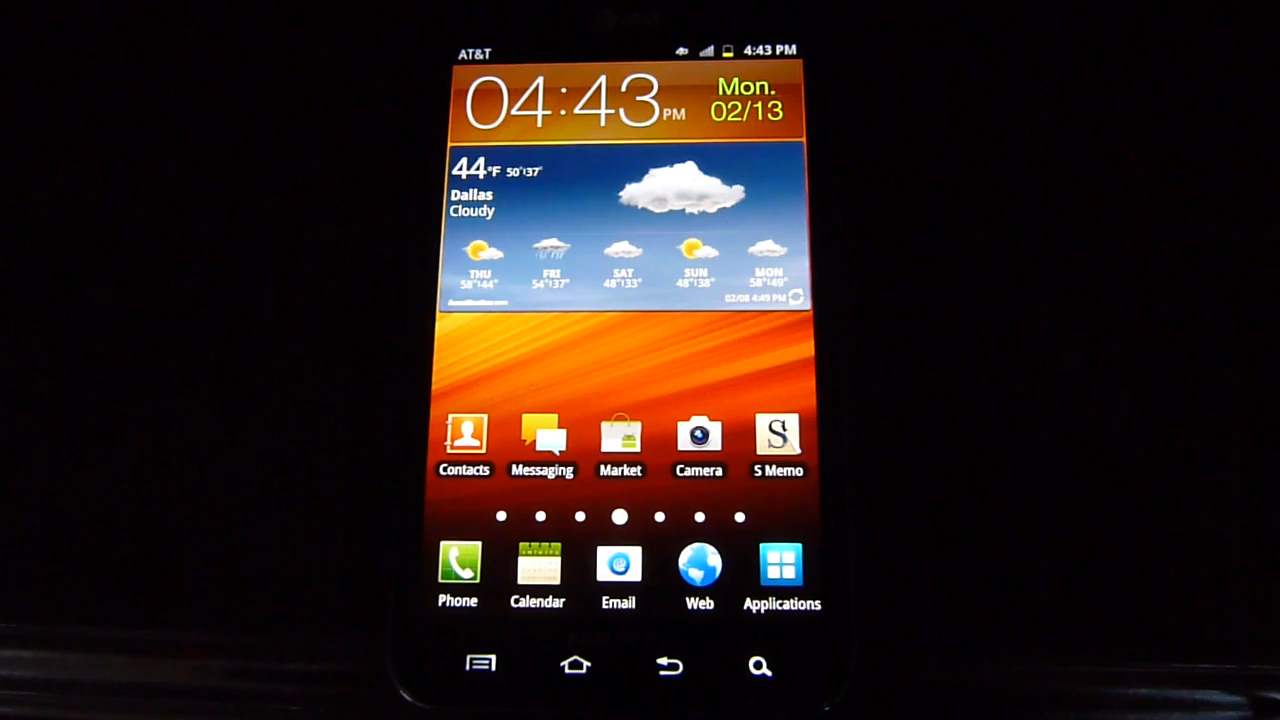 AT&T 4:43 PM
04:43 PM Mon.
02/13
44°F 50°/37°
Dallas
Cloudy
THU FRI SAT SUN MON
58°/44° 54°/37° 48°/33° 48°/38° 58°/49°
AccuWeather.com 02/08 4:49 PM
Contacts Messaging Market Camera S Memo
Phone Calendar Email Web Applications